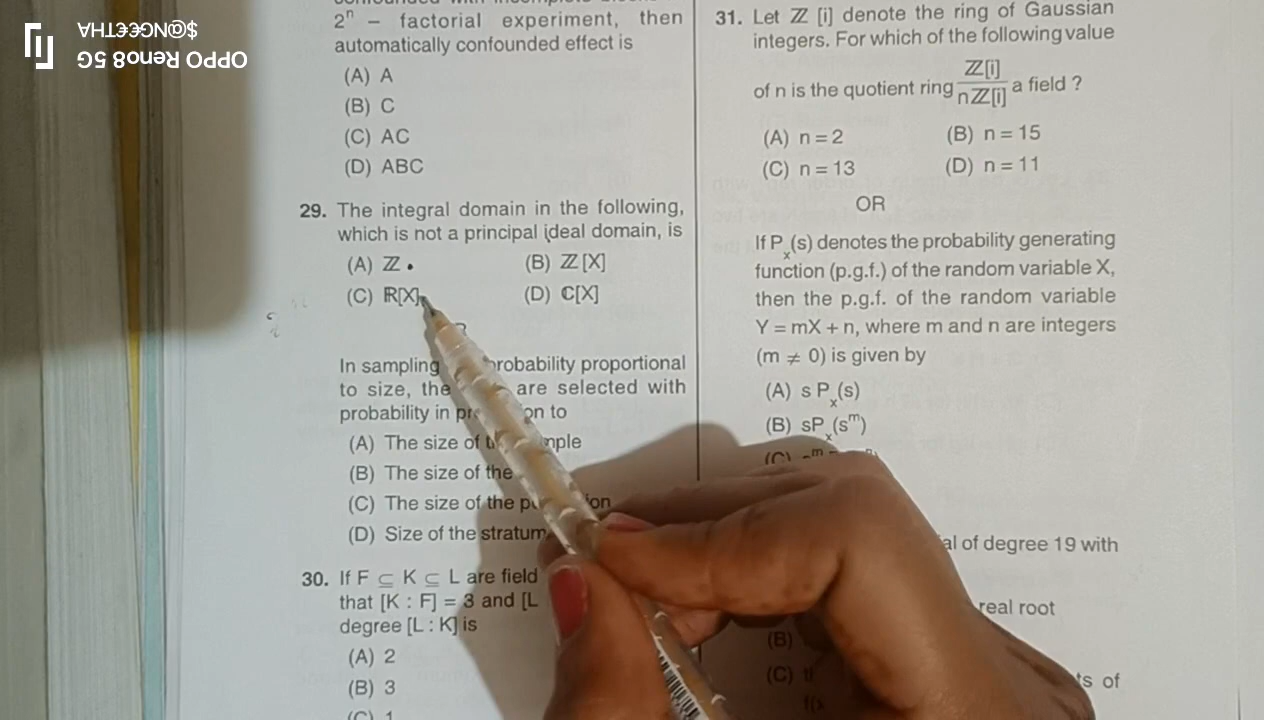 $@NGEETHA
OPPO Reno8 5G
2ⁿ – factorial experiment, then
automatically confounded effect is
(A) A
(B) C
(C) AC
(D) ABC
29. The integral domain in the following,
which is not a principal ideal domain, is
(A) ℤ
(B) ℤ[X]
(C) ℝ[X]
(D) ℂ[X]
In sampling probability proportional
to size, the are selected with
probability in on to
(A) The size of
(B) The size of the
(C) The size of the
(D) Size of the stratum
30. If F ⊆ K ⊆ L are field
that [K : F] = 3 and [L
degree [L : K] is
(A) 2
(B) 3
(C) 1
31. Let ℤ [i] denote the ring of Gaussian
integers. For which of the following value
of n is the quotient ring ℤ[i]/nℤ[i] a field ?
(A) n = 2
(B) n = 15
(C) n = 13
(D) n = 11
OR
If Pₓ(s) denotes the probability generating
function (p.g.f.) of the random variable X,
then the p.g.f. of the random variable
Y = mX + n, where m and n are integers
(m ≠ 0) is given by
(A) s Pₓ(s)
(B) sPₓ(sᵐ)
(C)
of degree 19 with
real root
(B)
(C)
of